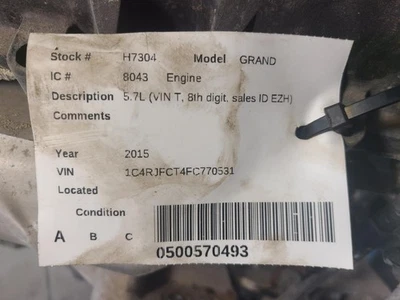 Stock # H7304 Model GRAND
IC # 8043 Engine
Description 5.7L (VIN T, 8th digit, sales ID EZH)
Comments
Year 2015
VIN 1C4RJFCT4FC770531
Located
Condition
A B C
0500570493